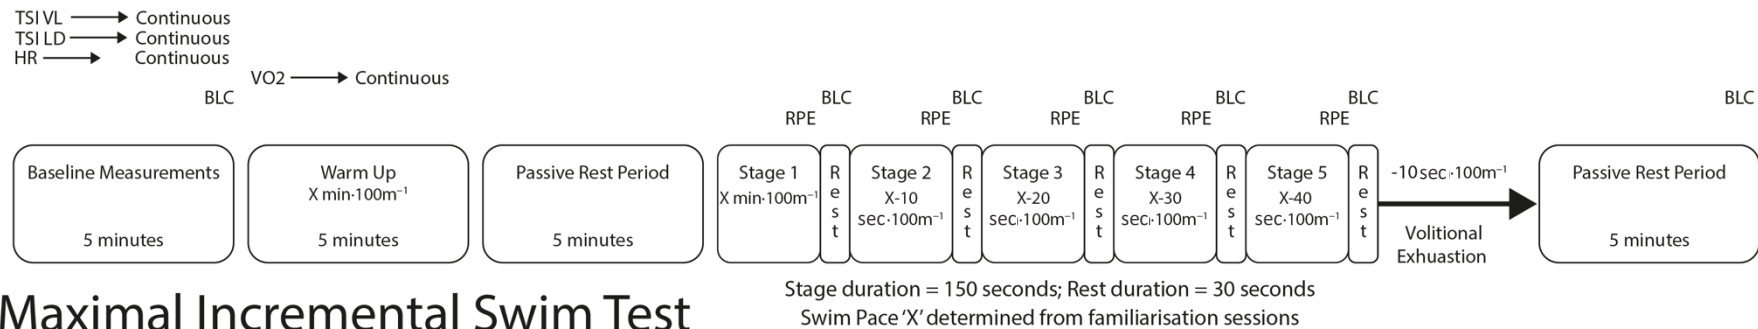 TSI VL Continuous
TSI LD Continuous
HR Continuous
VO2 Continuous
BLC
BLC BLC BLC BLC BLC BLC
RPE RPE RPE RPE RPE
Baseline Measurements
5 minutes
Warm Up
X min·100m⁻¹
5 minutes
Passive Rest Period
5 minutes
Stage 1
X min·100m⁻¹
Rest
Stage 2
X-10
sec·100m⁻¹
Rest
Stage 3
X-20
sec·100m⁻¹
Rest
Stage 4
X-30
sec·100m⁻¹
Rest
Stage 5
X-40
sec·100m⁻¹
Rest
-10 sec·100m⁻¹
Volitional
Exhuastion
Passive Rest Period
5 minutes
Maximal Incremental Swim Test
Stage duration = 150 seconds; Rest duration = 30 seconds
Swim Pace ‘X’ determined from familiarisation sessions